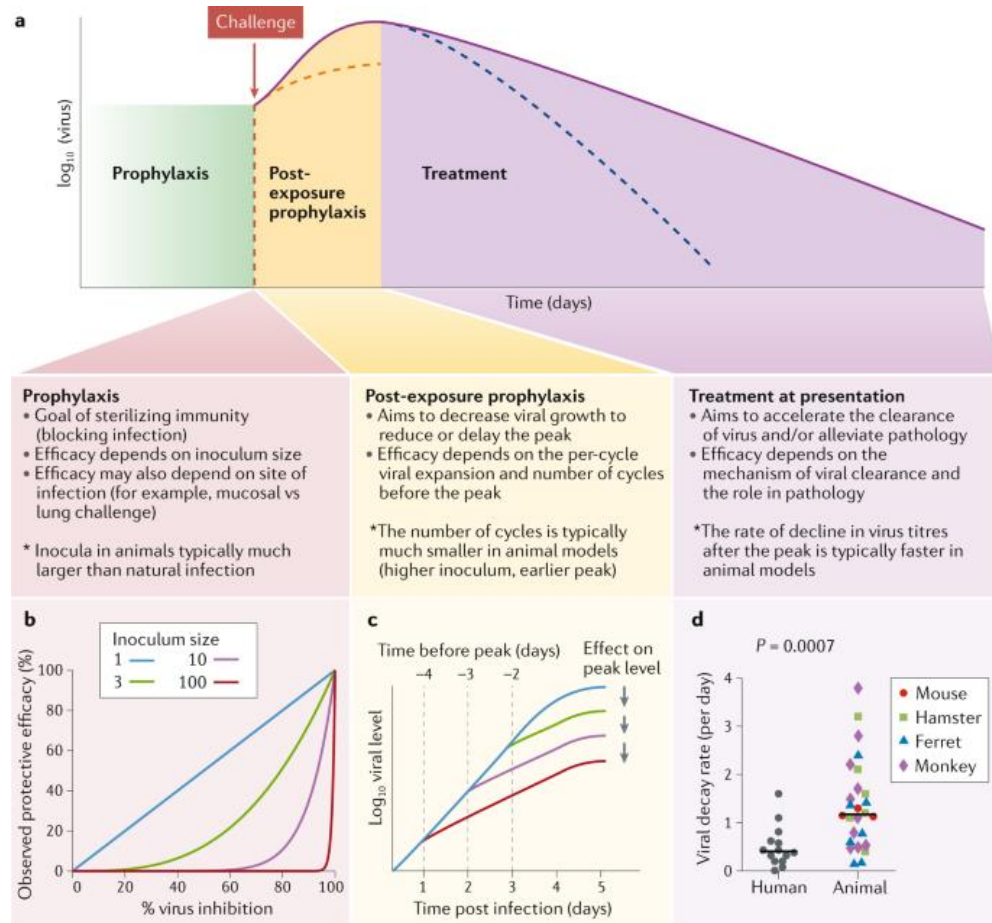 a
Challenge
log10 (virus)
Prophylaxis
Post-
exposure
prophylaxis
Treatment
Time (days)
Prophylaxis
• Goal of sterilizing immunity
(blocking infection)
• Efficacy depends on inoculum size
• Efficacy may also depend on site of
infection (for example, mucosal vs
lung challenge)
* Inocula in animals typically much
larger than natural infection
Post-exposure prophylaxis
• Aims to decrease viral growth to
reduce or delay the peak
• Efficacy depends on the per-cycle
viral expansion and number of cycles
before the peak
*The number of cycles is typically
much smaller in animal models
(higher inoculum, earlier peak)
Treatment at presentation
• Aims to accelerate the clearance
of virus and/or alleviate pathology
• Efficacy depends on the
mechanism of viral clearance and
the role in pathology
*The rate of decline in virus titres
after the peak is typically faster in
animal models
b
Inoculum size
1 10
3 100
Observed protective efficacy (%)
100
80
60
40
20
0
0 20 40 60 80 100
% virus inhibition
c
Time before peak (days)
−4 −3 −2
Effect on
peak level
Log10 viral level
1 2 3 4 5
Time post infection (days)
d
P = 0.0007
Viral decay rate (per day)
4
3
2
1
0
Human Animal
Mouse
Hamster
Ferret
Monkey